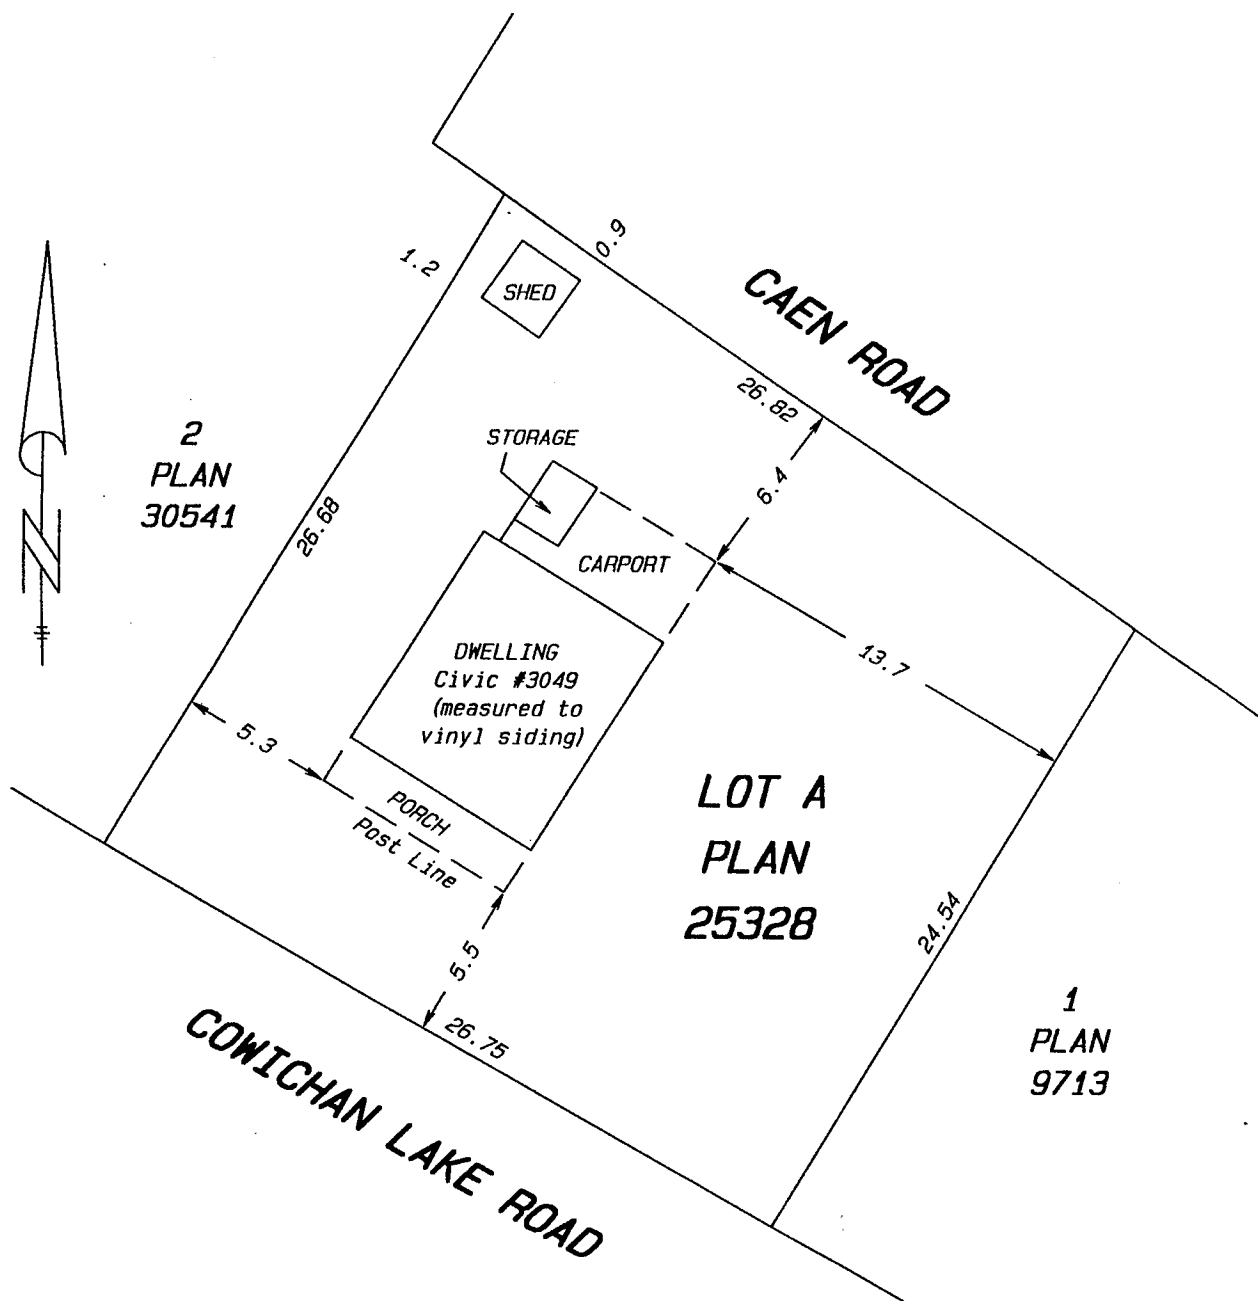 0.9
1.2
SHED
CAEN ROAD
26.82
2
PLAN
30541
STORAGE
6.4
26.68
CARPORT
N
DWELLING
Civic #3049
(measured to
vinyl siding)
13.7
5.3
PORCH
Post Line
LOT A
PLAN
25328
24.54
5.5
26.75
1
PLAN
9713
COWICHAN LAKE ROAD